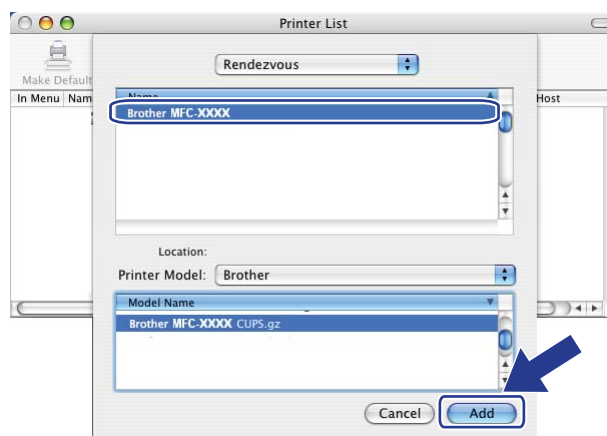 Printer List
Rendezvous
Make Default
In Menu Nam
Host
Name
Brother MFC-XXXX
Location:
Printer Model: Brother
Model Name
Brother MFC-XXXX CUPS.gz
Cancel Add